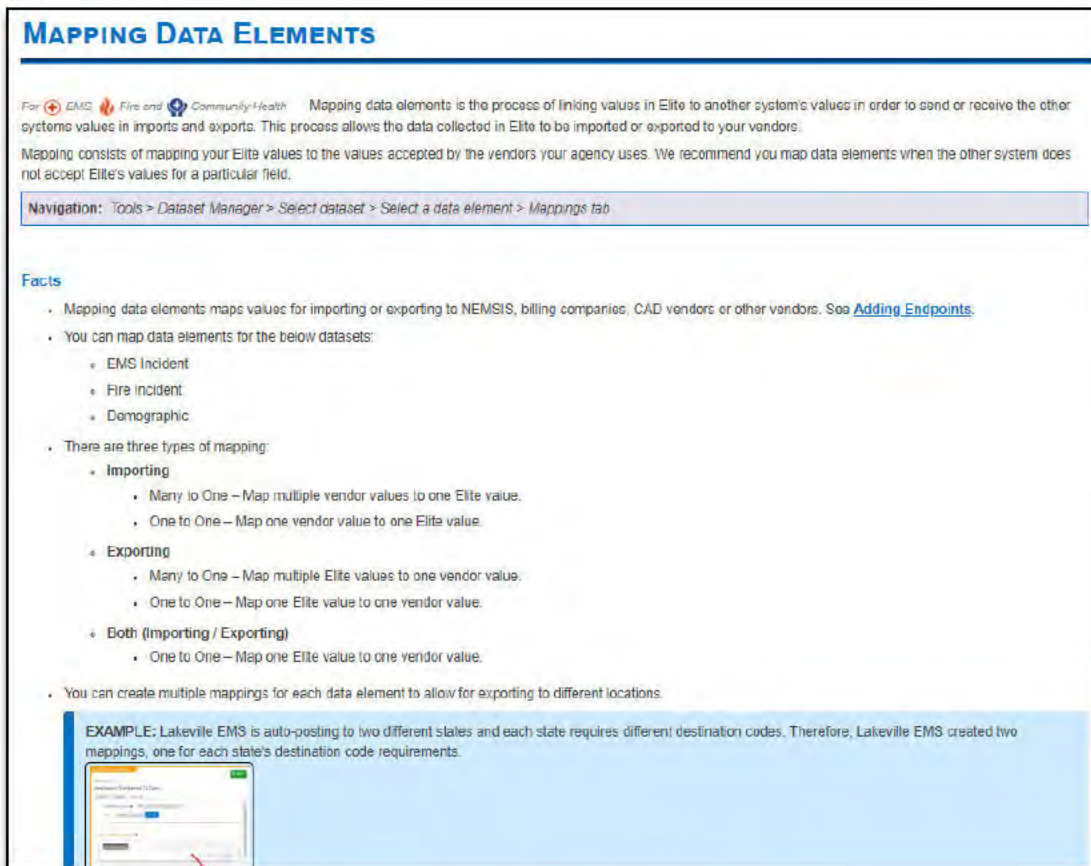 MAPPING DATA ELEMENTS
For EMS, Fire and Community Health Mapping data elements is the process of linking values in Elite to another system's values in order to send or receive the other
systems values in imports and exports. This process allows the data collected in Elite to be imported or exported to your vendors.
Mapping consists of mapping your Elite values to the values accepted by the vendors your agency uses. We recommend you map data elements when the other system does
not accept Elite's values for a particular field.
Navigation: Tools > Dataset Manager > Select dataset > Select a data element > Mappings tab
Facts
• Mapping data elements maps values for importing or exporting to NEMSIS, billing companies, CAD vendors or other vendors. See Adding Endpoints.
• You can map data elements for the below datasets:
• EMS Incident
• Fire Incident
• Demographic
• There are three types of mapping:
• Importing
• Many to One – Map multiple vendor values to one Elite value.
• One to One – Map one vendor value to one Elite value.
• Exporting
• Many to One – Map multiple Elite values to one vendor value.
• One to One – Map one Elite value to one vendor value.
• Both (Importing / Exporting)
• One to One – Map one Elite value to one vendor value.
• You can create multiple mappings for each data element to allow for exporting to different locations.
EXAMPLE: Lakeville EMS is auto-posting to two different states and each state requires different destination codes. Therefore, Lakeville EMS created two
mappings, one for each state's destination code requirements.